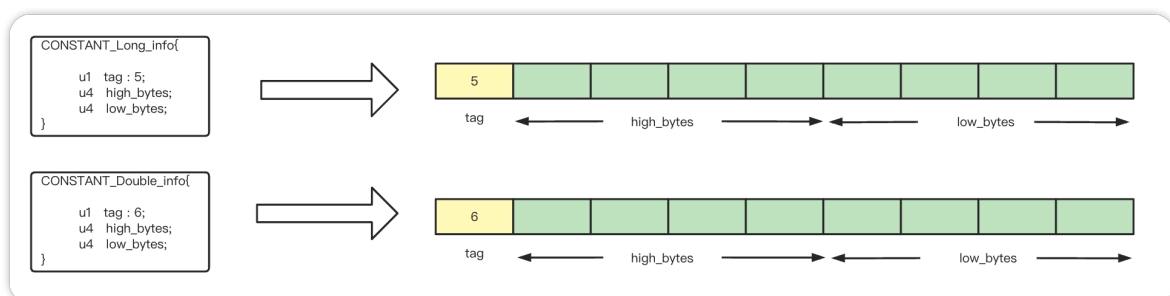 CONSTANT_Long_info{
u1 tag : 5;
u4 high_bytes;
u4 low_bytes;
}
5
tag
high_bytes
low_bytes
CONSTANT_Double_info{
u1 tag : 6;
u4 high_bytes;
u4 low_bytes;
}
6
tag
high_bytes
low_bytes